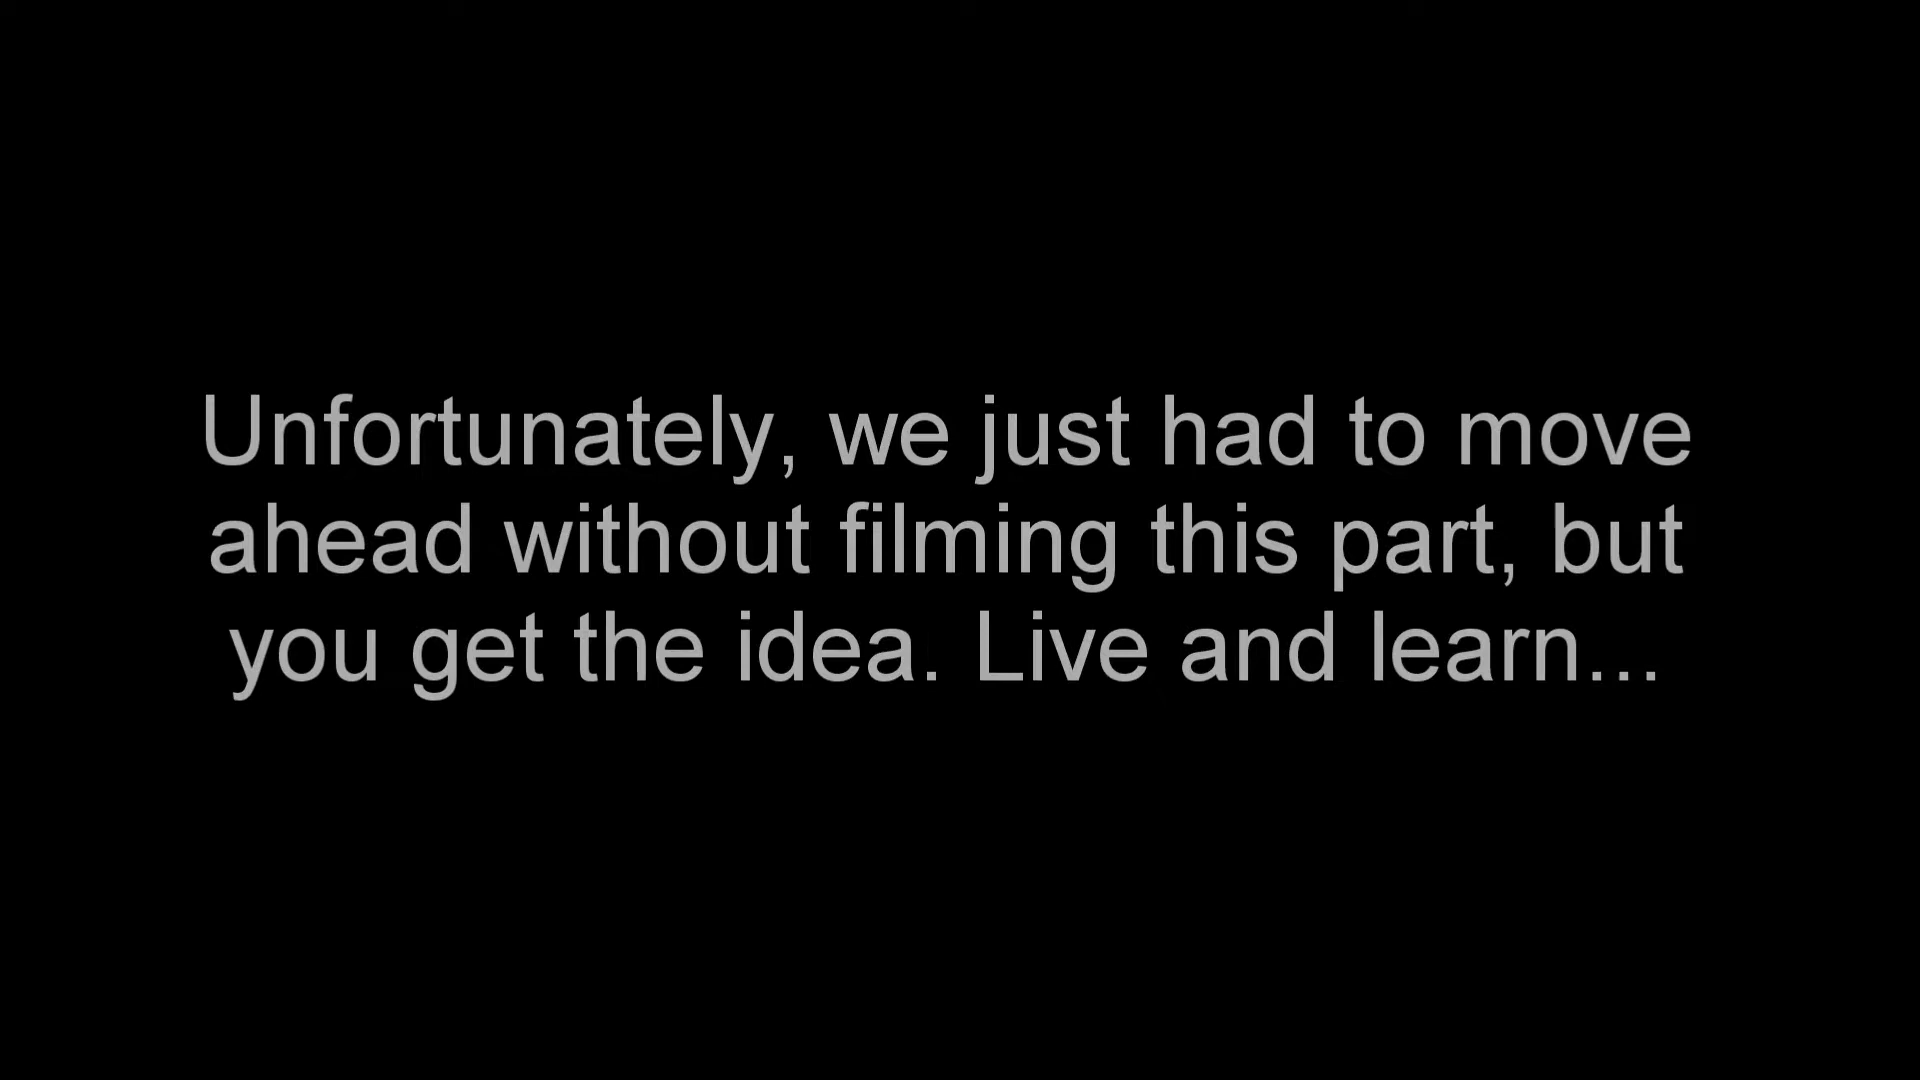 Unfortunately, we just had to move
ahead without filming this part, but
you get the idea. Live and learn...